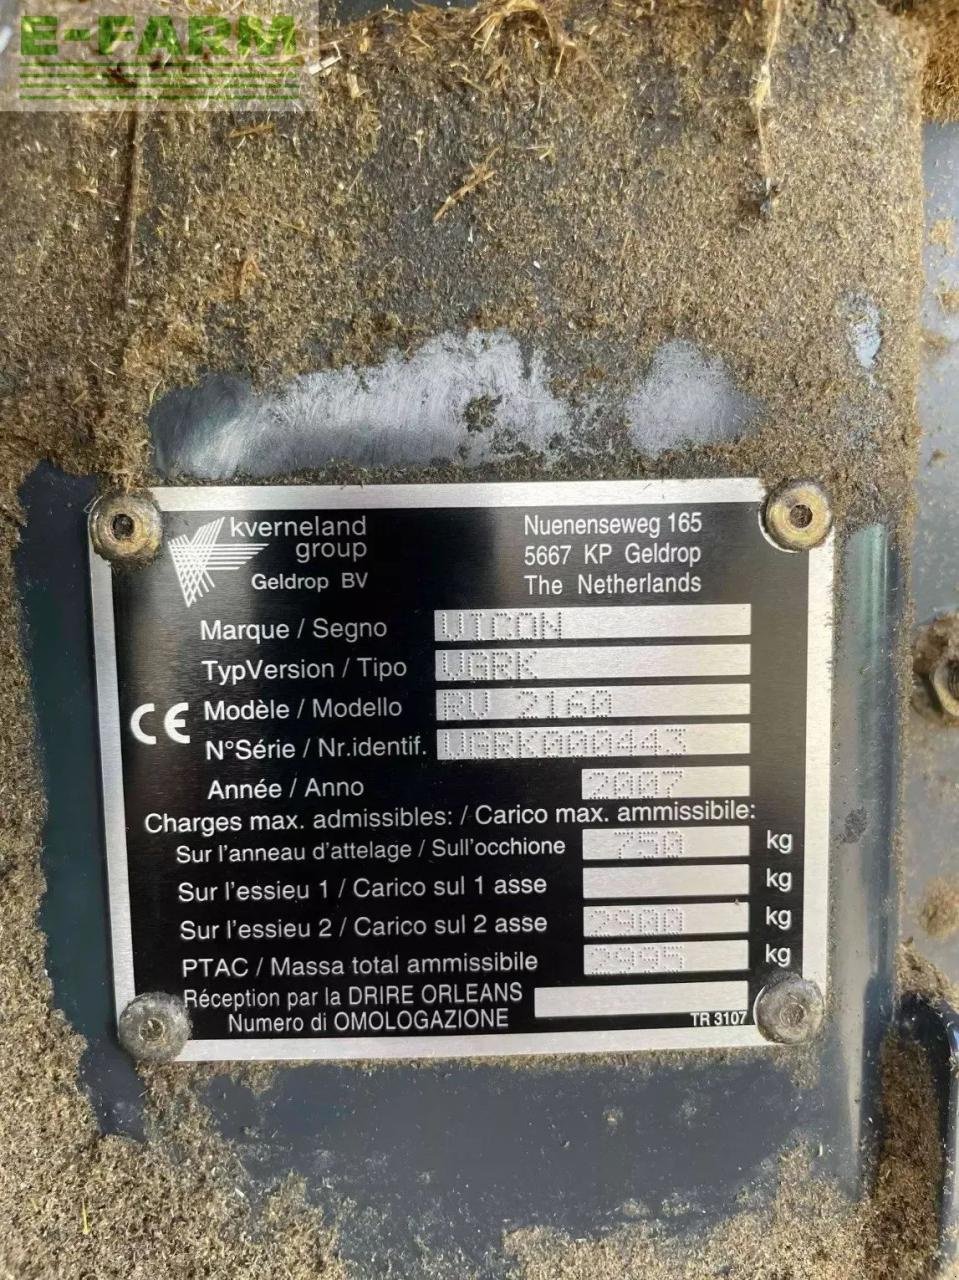 E-FARM
kverneland
group
Geldrop BV
Nuenenseweg 165
5667 KP Geldrop
The Netherlands
Marque / Segno VICON
TypVersion / Tipo VGRK
Modèle / Modello RV 2160
CE
N°Série / Nr.identif. VGRK000443
Année / Anno 2007
Charges max. admissibles: / Carico max. ammissibile:
Sur l'anneau d'attelage / Sull'occhione 750 kg
Sur l'essieu 1 / Carico sul 1 asse kg
Sur l'essieu 2 / Carico sul 2 asse 2900 kg
PTAC / Massa total ammissibile 2995 kg
Réception par la DRIRE ORLEANS
Numero di OMOLOGAZIONE
TR 3107